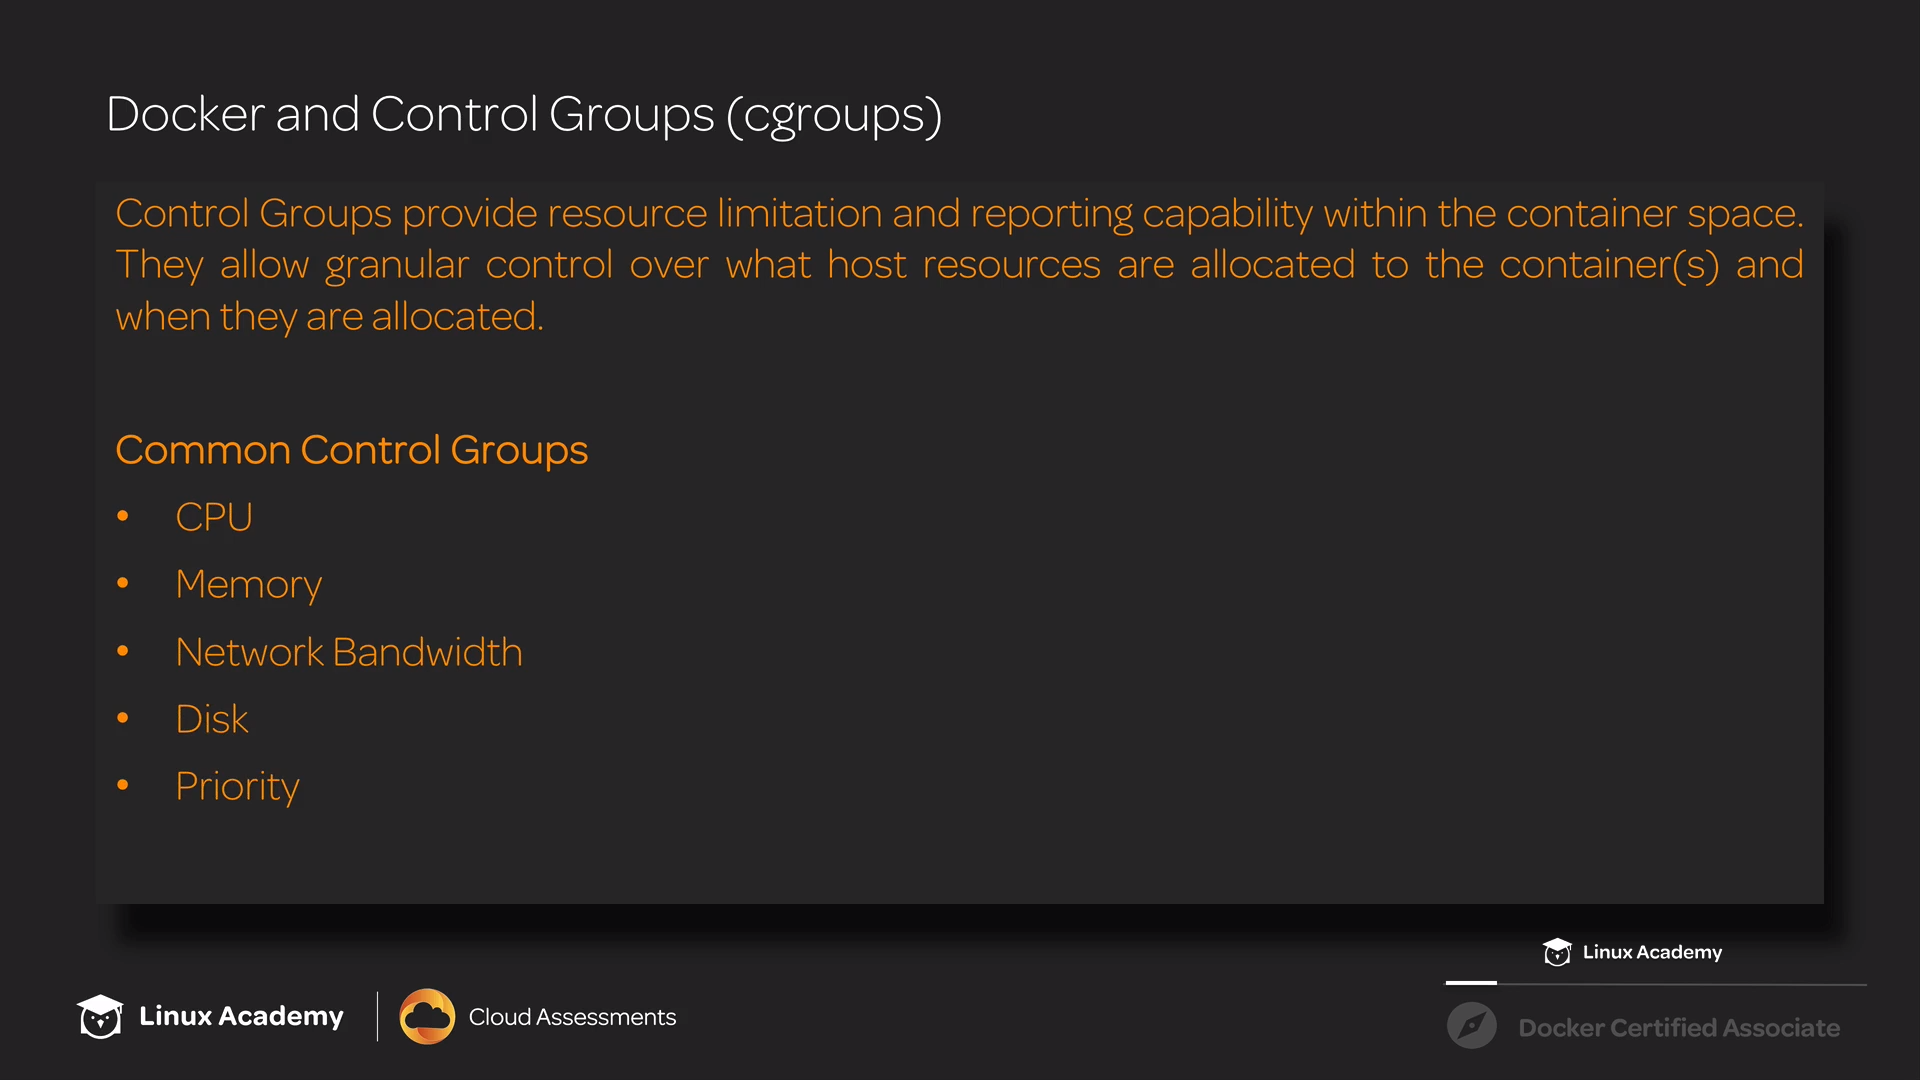 Docker and Control Groups (cgroups)
Control Groups provide resource limitation and reporting capability within the container space.
They allow granular control over what host resources are allocated to the container(s) and
when they are allocated.
Common Control Groups
• CPU
• Memory
• Network Bandwidth
• Disk
• Priority
Linux Academy
Linux Academy
Cloud Assessments
Docker Certified Associate